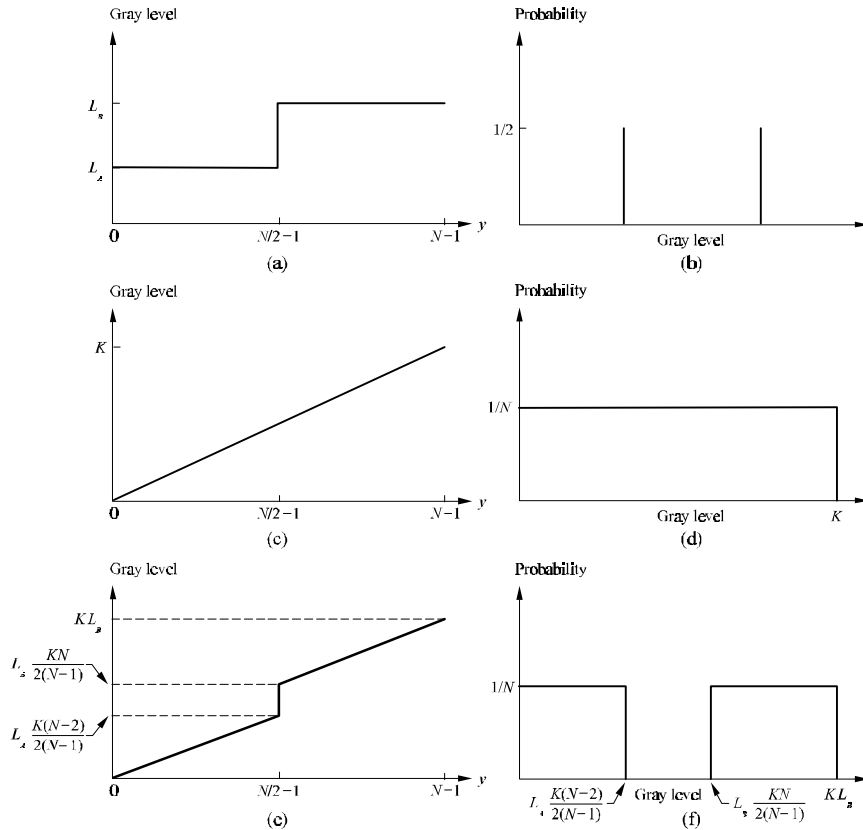 Gray level
L_B
L_A
0
N/2−1
N−1
y
(a)
Probability
1/2
Gray level
(b)
Gray level
K
0
N/2−1
N−1
y
(c)
Probability
1/N
Gray level
K
(d)
Gray level
KL_B
L_B KN/2(N−1)
L_A K(N−2)/2(N−1)
0
N/2−1
N−1
y
(e)
Probability
1/N
L_A K(N−2)/2(N−1)
Gray level
L_B KN/2(N−1)
KL_B
(f)